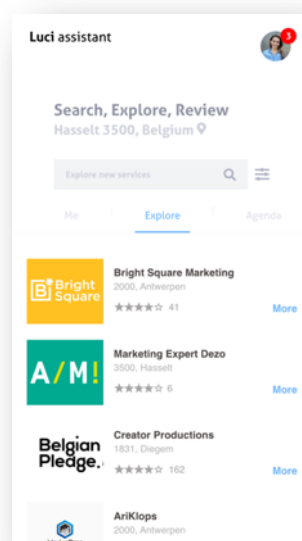 Luci assistant
3
Search, Explore, Review
Hasselt 3500, Belgium
Explore new services
Me
Explore
Agenda
B Bright
Square
Bright Square Marketing
2000, Antwerpen
41
More
A/M!
Marketing Expert Dezo
3500, Hasselt
6
More
Belgian
Pledge.
Creator Productions
1831, Diegem
162
More
AriKlops
2000, Antwerpen